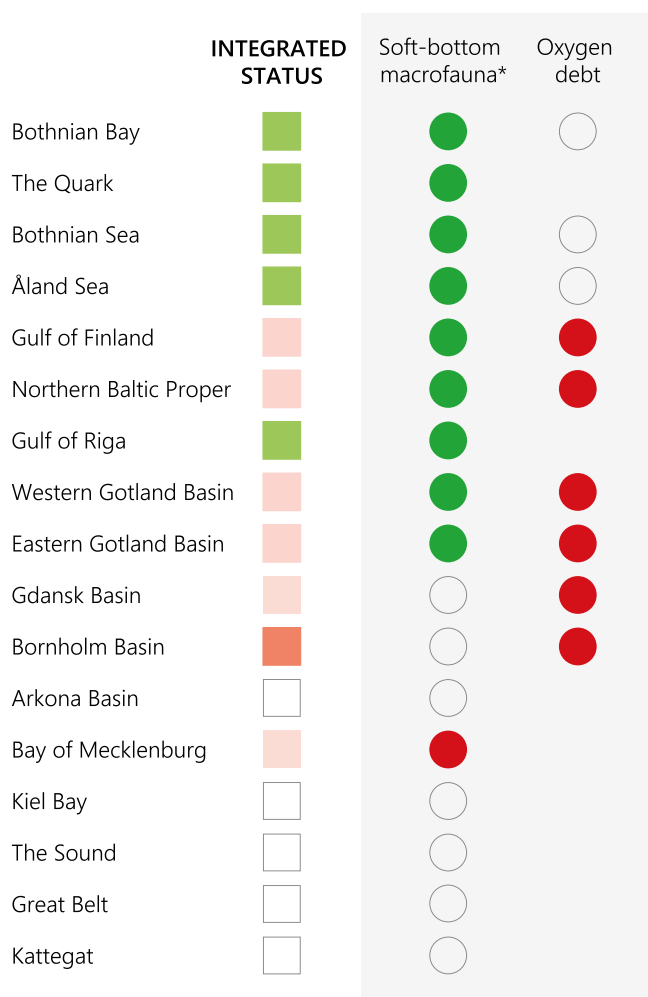 INTEGRATED
STATUS
Soft-bottom
macrofauna*
Oxygen
debt
Bothnian Bay
The Quark
Bothnian Sea
Åland Sea
Gulf of Finland
Northern Baltic Proper
Gulf of Riga
Western Gotland Basin
Eastern Gotland Basin
Gdansk Basin
Bornholm Basin
Arkona Basin
Bay of Mecklenburg
Kiel Bay
The Sound
Great Belt
Kattegat